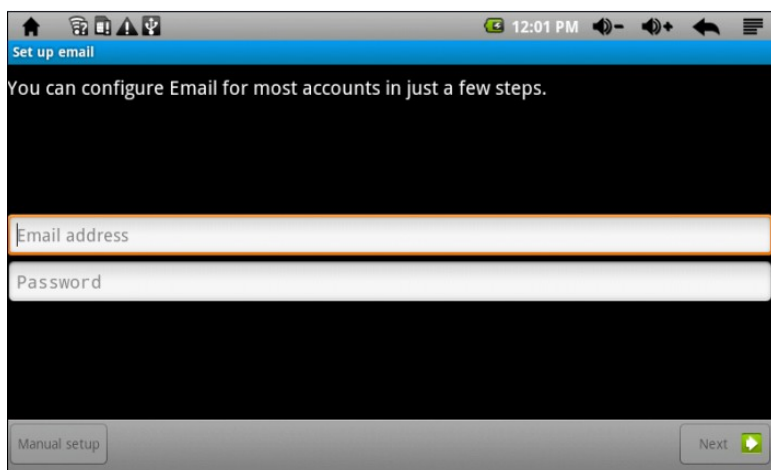 12:01 PM
Set up email
You can configure Email for most accounts in just a few steps.
Email address
Password
Manual setup
Next